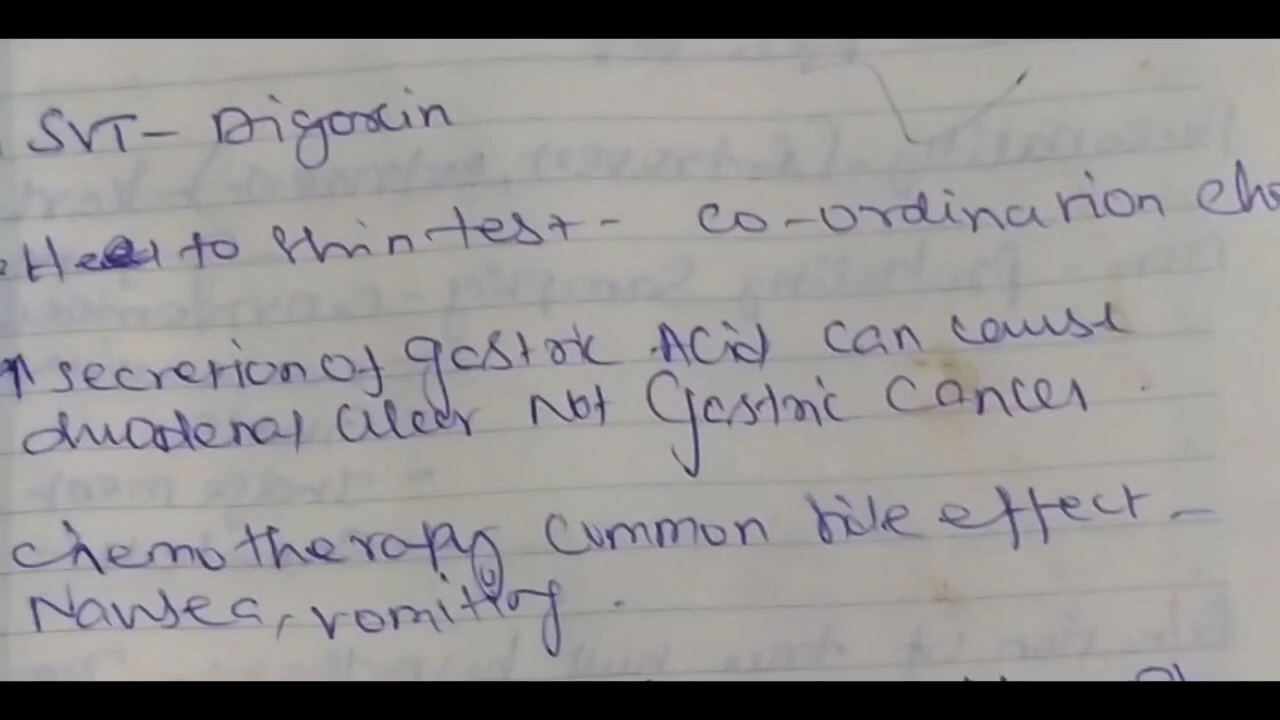 SVT - Digoxin
Heel to shin test - co-ordination che
↑ secretion of gastric Acid can cause
duodenal ulcer not Gastric cancer.
chemotherapy common side effect -
Nausea, vomiting.